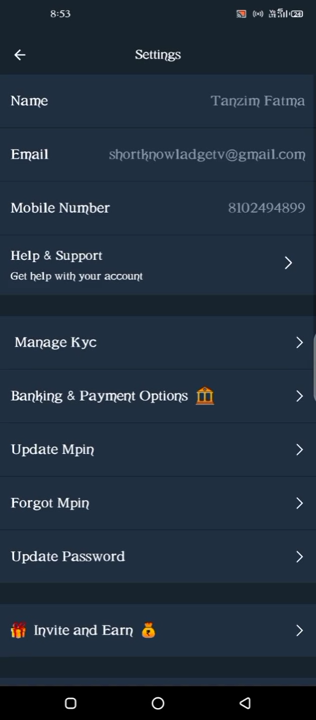 8:53
Settings
Name Tanzim Fatma
Email shortknowladgetv@gmail.com
Mobile Number 8102494899
Help & Support
Get help with your account
Manage Kyc
Banking & Payment Options
Update Mpin
Forgot Mpin
Update Password
Invite and Earn